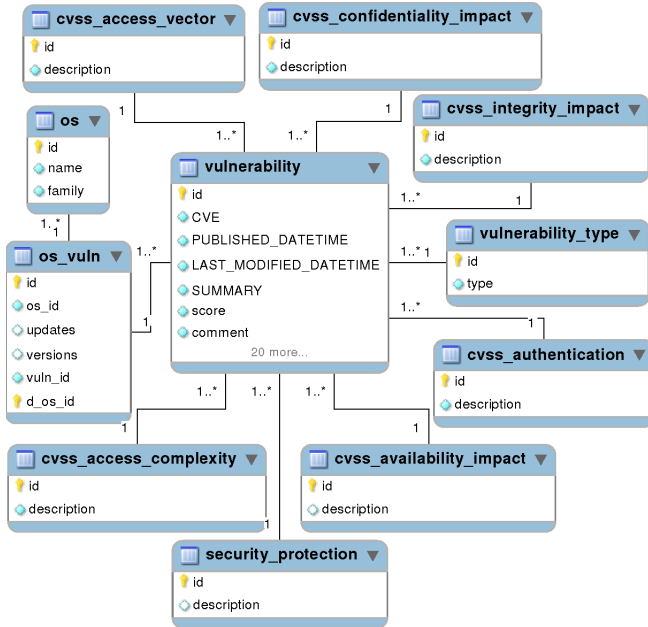 cvss_access_vector
id
description
cvss_confidentiality_impact
id
description
1
1..*
1
1..*
cvss_integrity_impact
id
description
1..*
1
os
id
name
family
1..*
1
vulnerability
id
CVE
PUBLISHED_DATETIME
LAST_MODIFIED_DATETIME
SUMMARY
score
comment
20 more...
vulnerability_type
id
type
1..*
1
os_vuln
id
os_id
updates
versions
vuln_id
d_os_id
1..*
1
1..*
1
cvss_authentication
id
description
1..*
1..*
1..*
1
1
cvss_access_complexity
id
description
1
cvss_availability_impact
id
description
security_protection
id
description